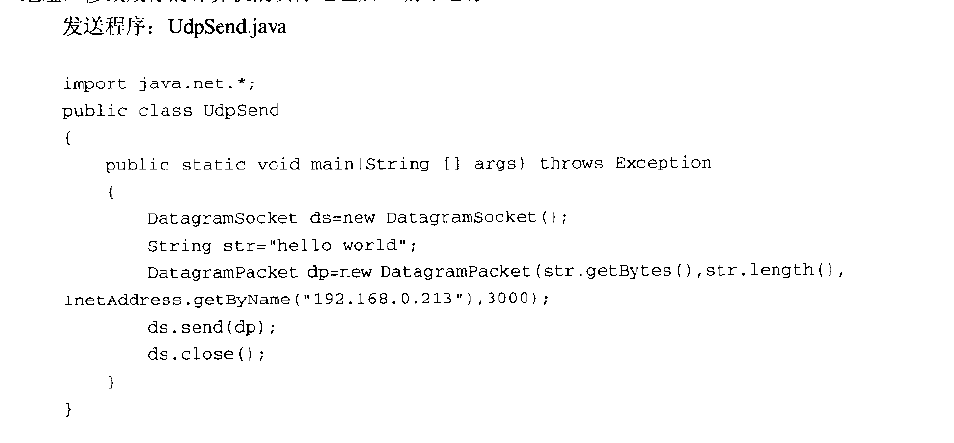 发送程序：UdpSend.java
import java.net.*;
public class UdpSend
{
public static void main(String [] args) throws Exception
{
DatagramSocket ds=new DatagramSocket();
String str="hello world";
DatagramPacket dp=new DatagramPacket(str.getBytes(),str.length(),
InetAddress.getByName("192.168.0.213"),3000);
ds.send(dp);
ds.close();
}
}